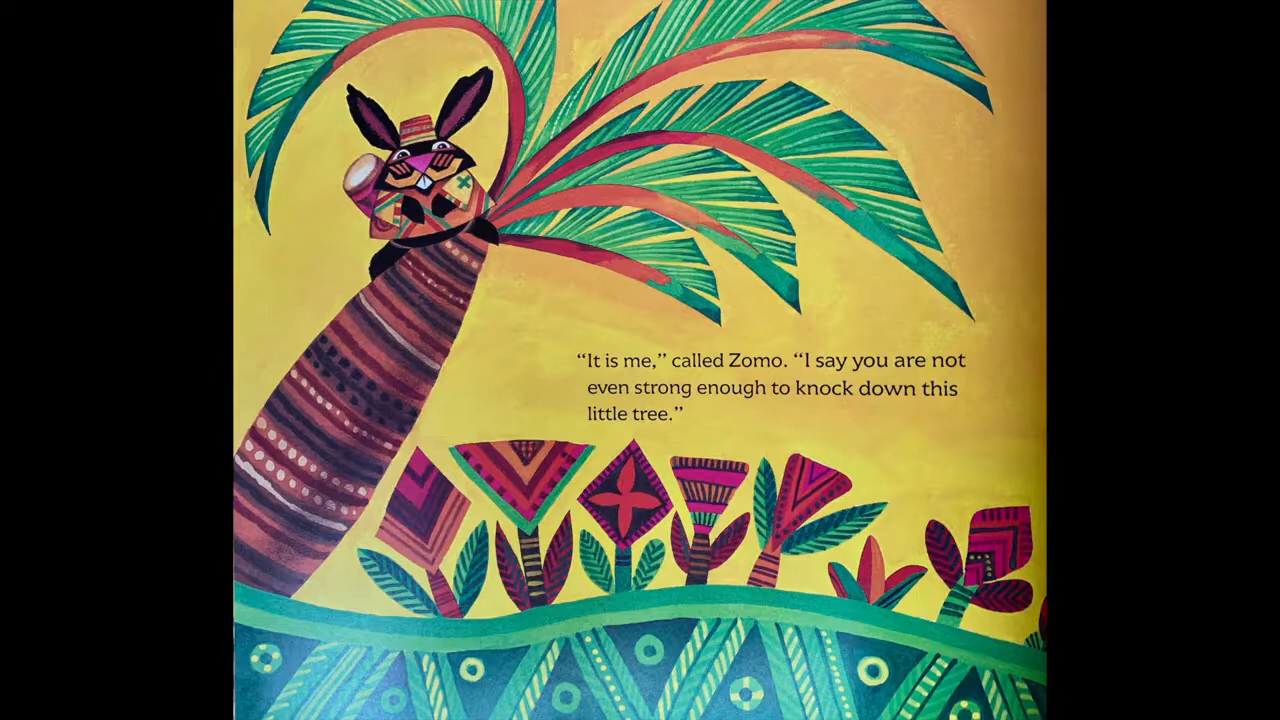 “It is me,” called Zomo. “I say you are not
even strong enough to knock down this
little tree.”